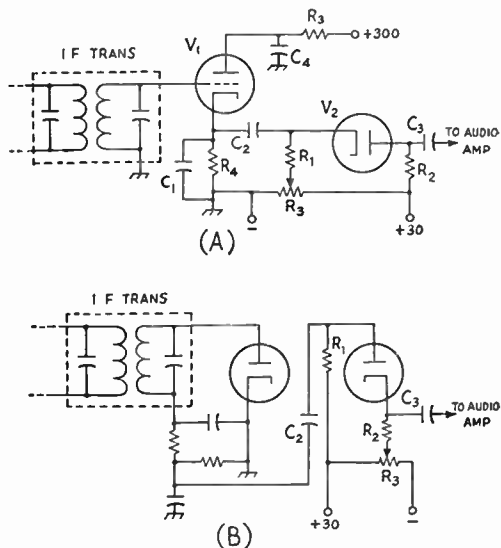 I F TRANS
V₁
R₃
+300
C₄
V₂
C₂
C₃
TO AUDIO
AMP
R₁
R₂
C₁
R₄
R₃
−
+30
(A)
I F TRANS
R₁
C₂
C₃
TO AUDIO
AMP
R₂
R₃
+30
−
(B)